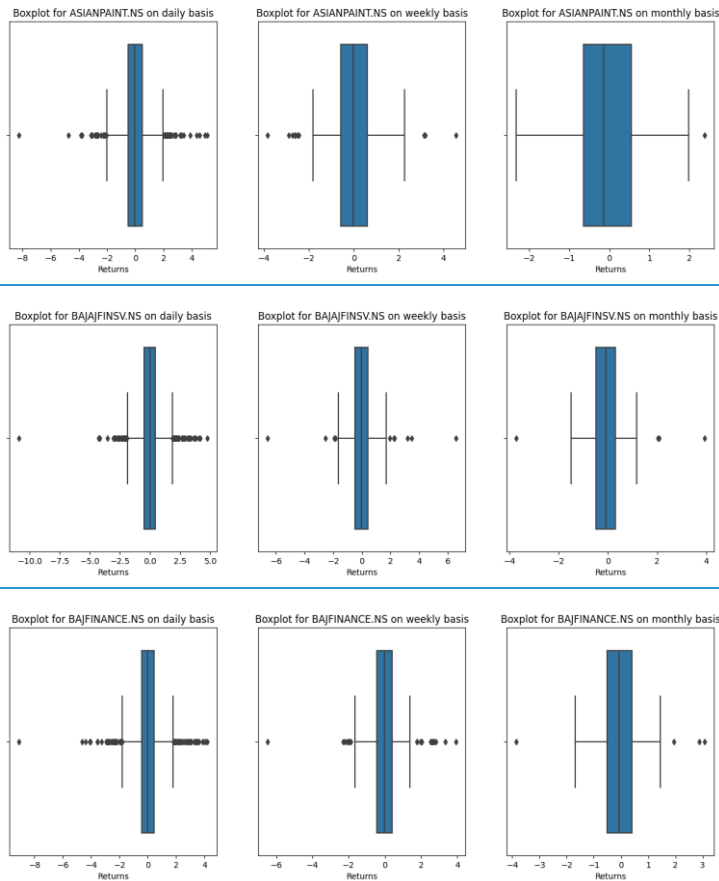 Boxplot for ASIANPAINT.NS on daily basis
Boxplot for ASIANPAINT.NS on weekly basis
Boxplot for ASIANPAINT.NS on monthly basis
−8 −6 −4 −2 0 2 4
−4 −2 0 2 4
−2 −1 0 1 2
Returns
Returns
Returns
Boxplot for BAJAJFINSV.NS on daily basis
Boxplot for BAJAJFINSV.NS on weekly basis
Boxplot for BAJAJFINSV.NS on monthly basis
−10.0 −7.5 −5.0 −2.5 0.0 2.5 5.0
−6 −4 −2 0 2 4 6
−4 −2 0 2 4
Returns
Returns
Returns
Boxplot for BAJFINANCE.NS on daily basis
Boxplot for BAJFINANCE.NS on weekly basis
Boxplot for BAJFINANCE.NS on monthly basis
−8 −6 −4 −2 0 2 4
−6 −4 −2 0 2 4
−4 −3 −2 −1 0 1 2 3
Returns
Returns
Returns